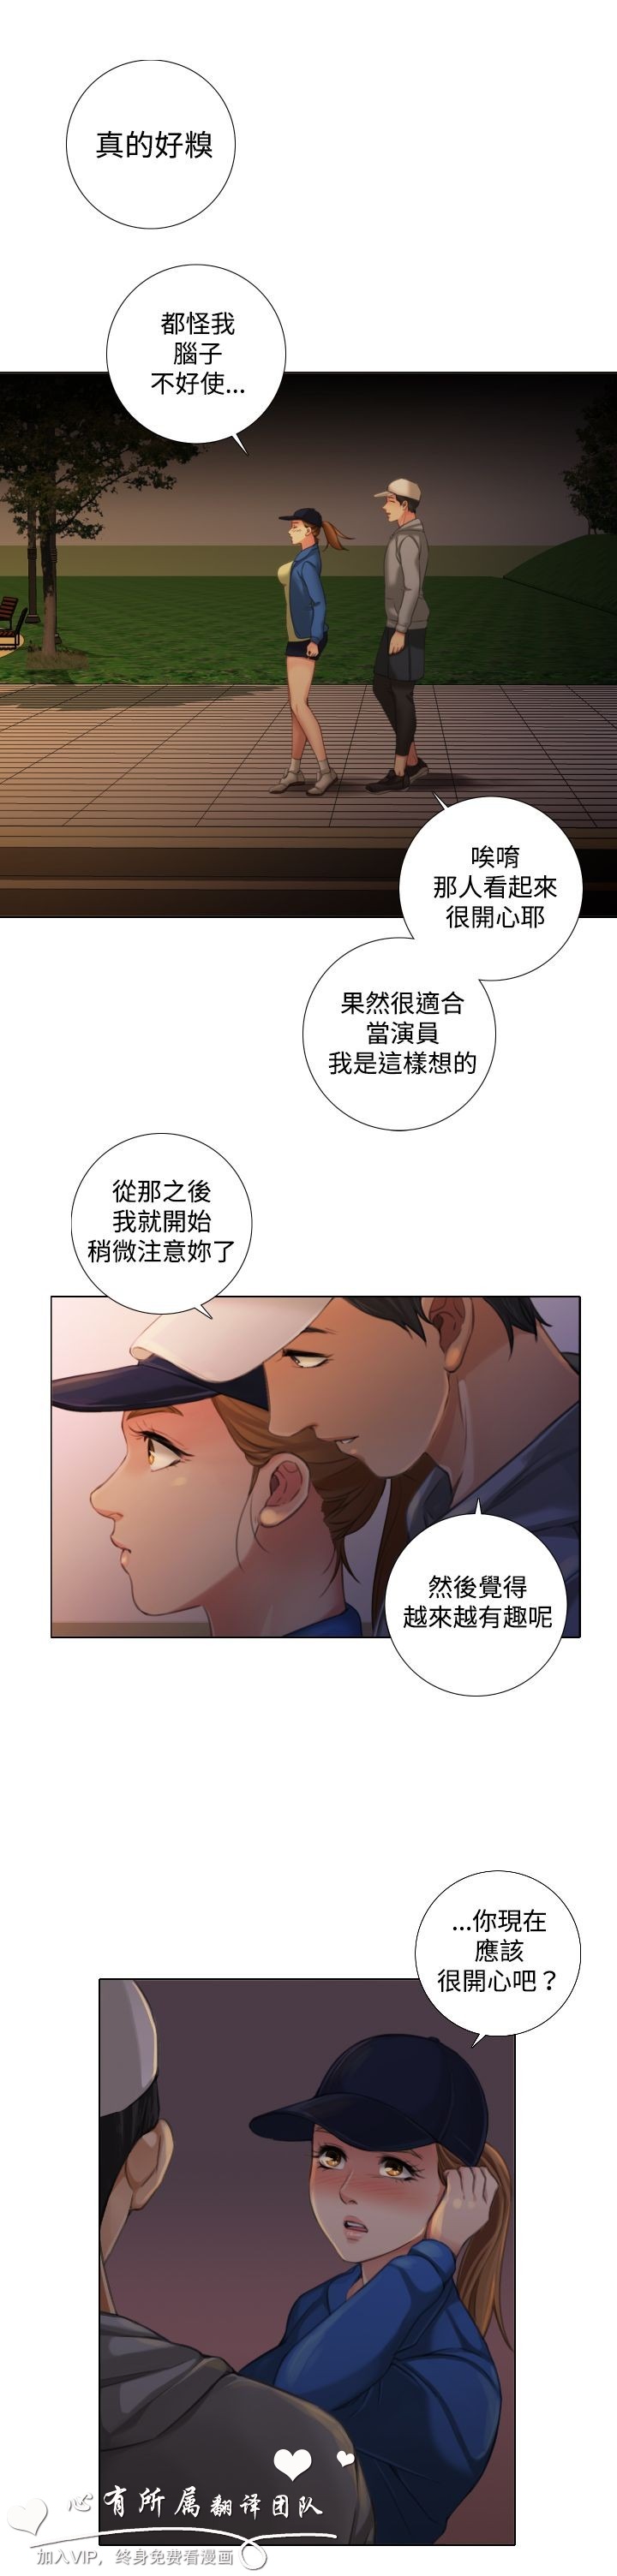 真的好糗
都怪我
腦子
不好使...
唉唷
那人看起來
很開心耶
果然很適合
當演員
我是這樣想的
從那之後
我就開始
稍微注意妳了
然後覺得
越來越有趣呢
...你現在
應該
很開心吧？
心有所属翻译团队
加入VIP，终身免费看漫画